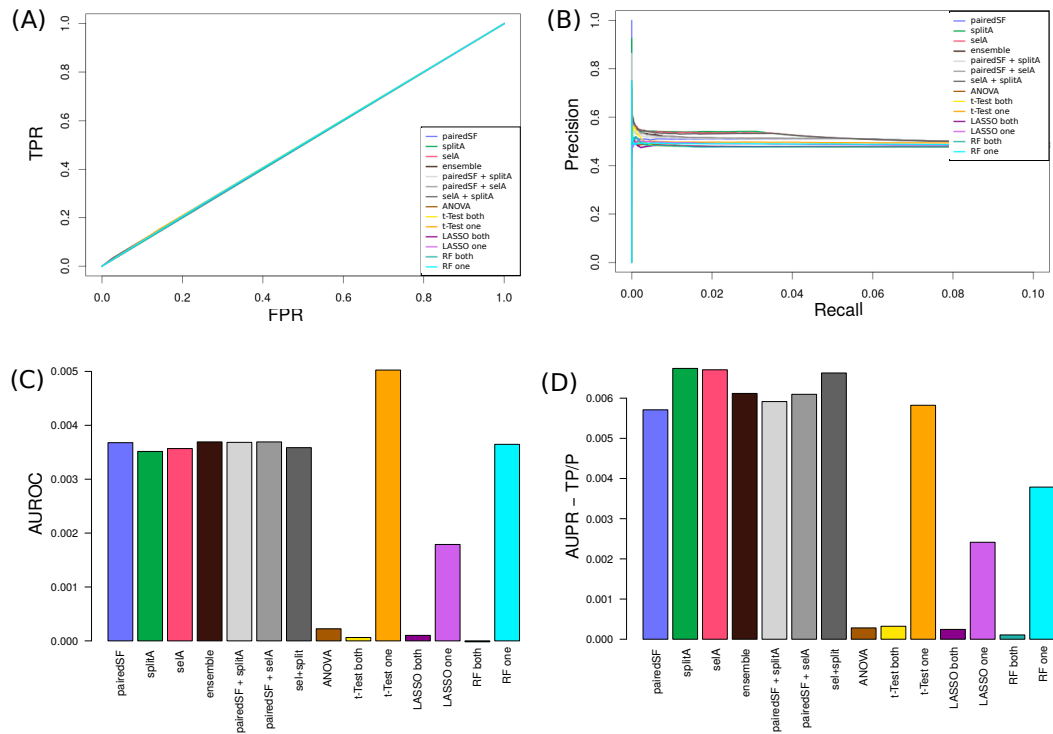 (A)
TPR
1.0
0.8
0.6
0.4
0.2
0.0
pairedSF
splitA
selA
ensemble
pairedSF + splitA
pairedSF + selA
selA + splitA
ANOVA
t-Test both
t-Test one
LASSO both
LASSO one
RF both
RF one
0.0
0.2
0.4
0.6
0.8
1.0
FPR
(B)
Precision
1.0
0.8
0.6
0.4
0.2
0.0
pairedSF
splitA
selA
ensemble
pairedSF + splitA
pairedSF + selA
selA + splitA
ANOVA
t-Test both
t-Test one
LASSO both
LASSO one
RF both
RF one
0.00
0.02
0.04
0.06
0.08
0.10
Recall
(C)
AUROC
0.005
0.004
0.003
0.002
0.001
0.000
pairedSF
splitA
selA
ensemble
pairedSF + splitA
pairedSF + selA
sel+split
ANOVA
t-Test both
t-Test one
LASSO both
LASSO one
RF both
RF one
(D)
AUPR − TP/P
0.006
0.005
0.004
0.003
0.002
0.001
0.000
pairedSF
splitA
selA
ensemble
pairedSF + splitA
pairedSF + selA
sel+split
ANOVA
t-Test both
t-Test one
LASSO both
LASSO one
RF both
RF one